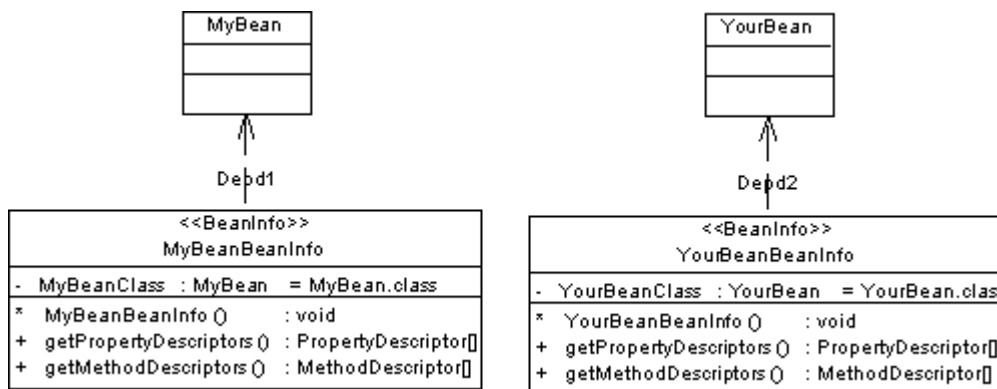 MyBean
Depd1
<<BeanInfo>>
MyBeanBeanInfo
- MyBeanClass : MyBean = MyBean.class
* MyBeanBeanInfo () : void
+ getPropertyDescriptors () : PropertyDescriptor[]
+ getMethodDescriptors () : MethodDescriptor[]
YourBean
Depd2
<<BeanInfo>>
YourBeanBeanInfo
- YourBeanClass : YourBean = YourBean.clas
* YourBeanBeanInfo () : void
+ getPropertyDescriptors () : PropertyDescriptor[]
+ getMethodDescriptors () : MethodDescriptor[]